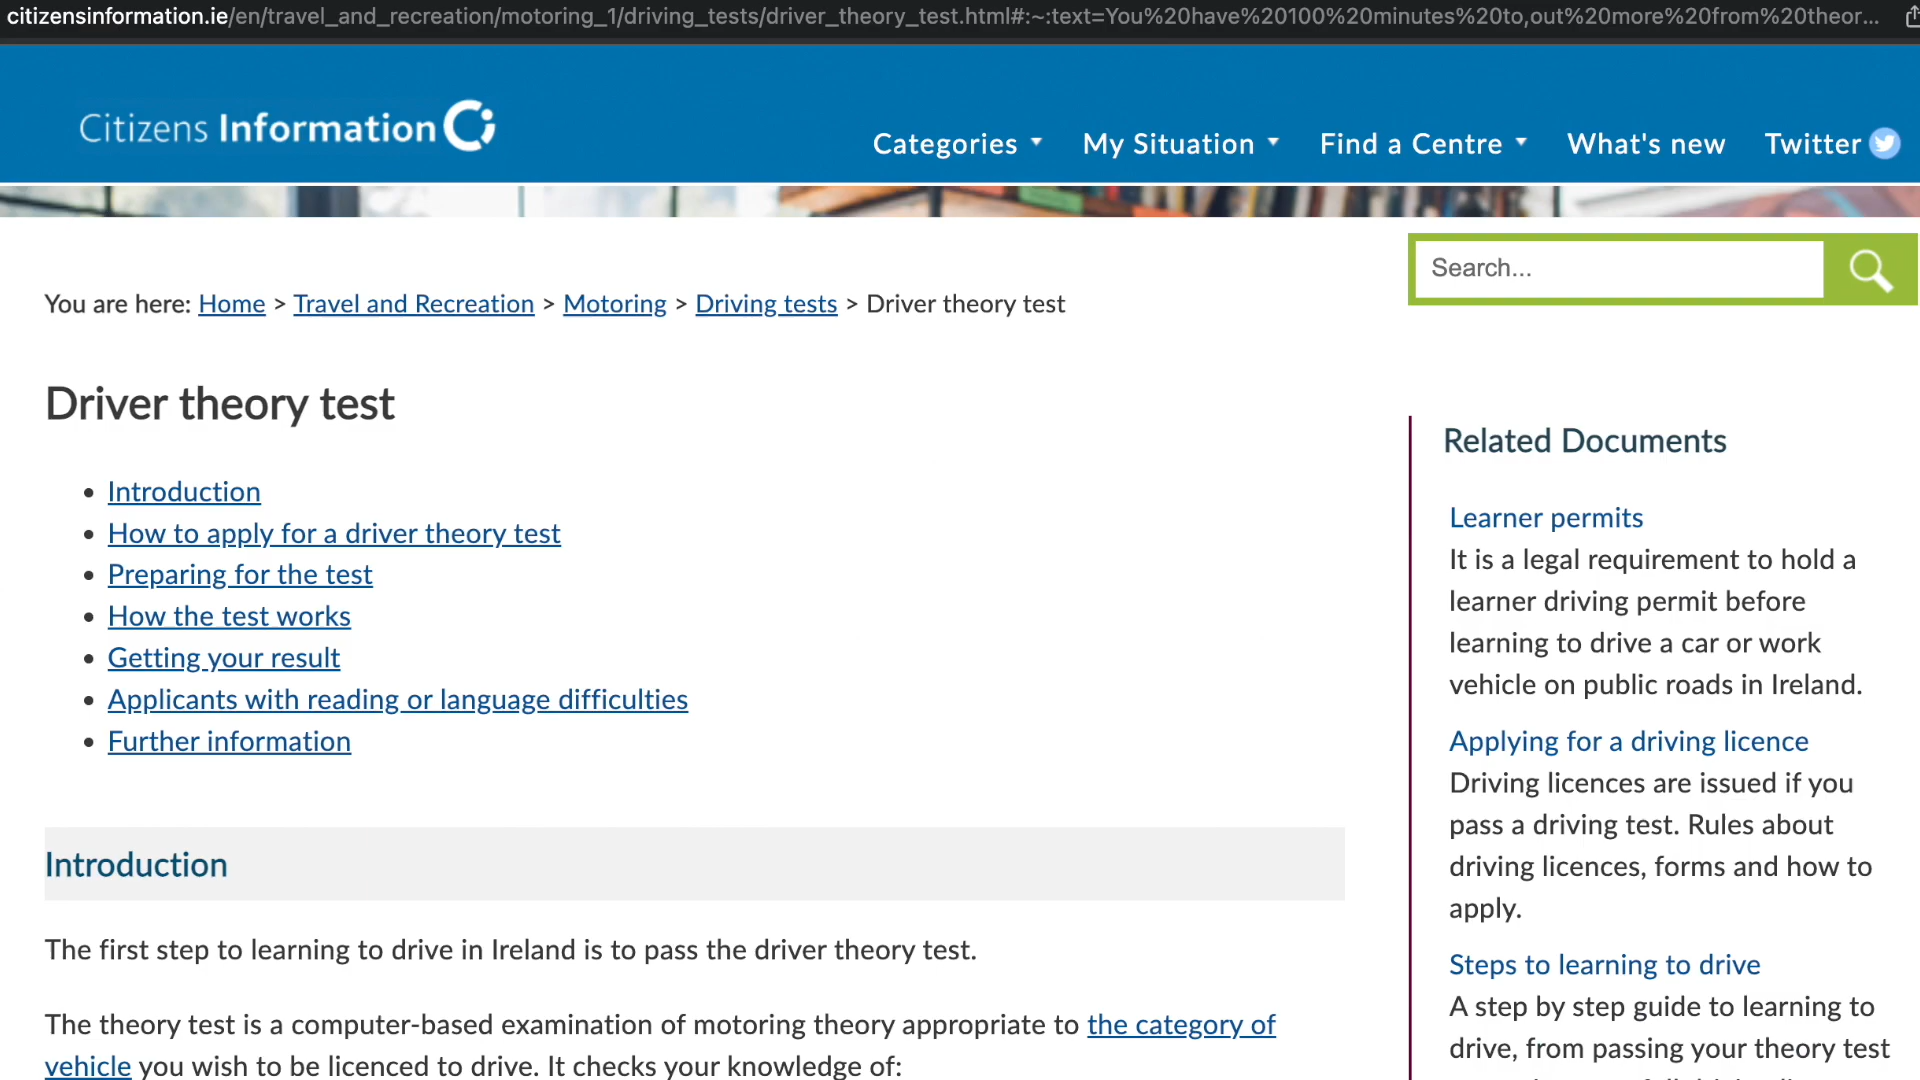 citizensinformation.ie/en/travel_and_recreation/motoring_1/driving_tests/driver_theory_test.html#:~:text=You%20have%20100%20minutes%20to,out%20more%20from%20theor...
Citizens Information
Categories
My Situation
Find a Centre
What's new
Twitter
Search...
You are here: Home > Travel and Recreation > Motoring > Driving tests > Driver theory test
Driver theory test
• Introduction
• How to apply for a driver theory test
• Preparing for the test
• How the test works
• Getting your result
• Applicants with reading or language difficulties
• Further information
Introduction
The first step to learning to drive in Ireland is to pass the driver theory test.
The theory test is a computer-based examination of motoring theory appropriate to the category of
vehicle you wish to be licenced to drive. It checks your knowledge of:
Related Documents
Learner permits
It is a legal requirement to hold a
learner driving permit before
learning to drive a car or work
vehicle on public roads in Ireland.
Applying for a driving licence
Driving licences are issued if you
pass a driving test. Rules about
driving licences, forms and how to
apply.
Steps to learning to drive
A step by step guide to learning to
drive, from passing your theory test